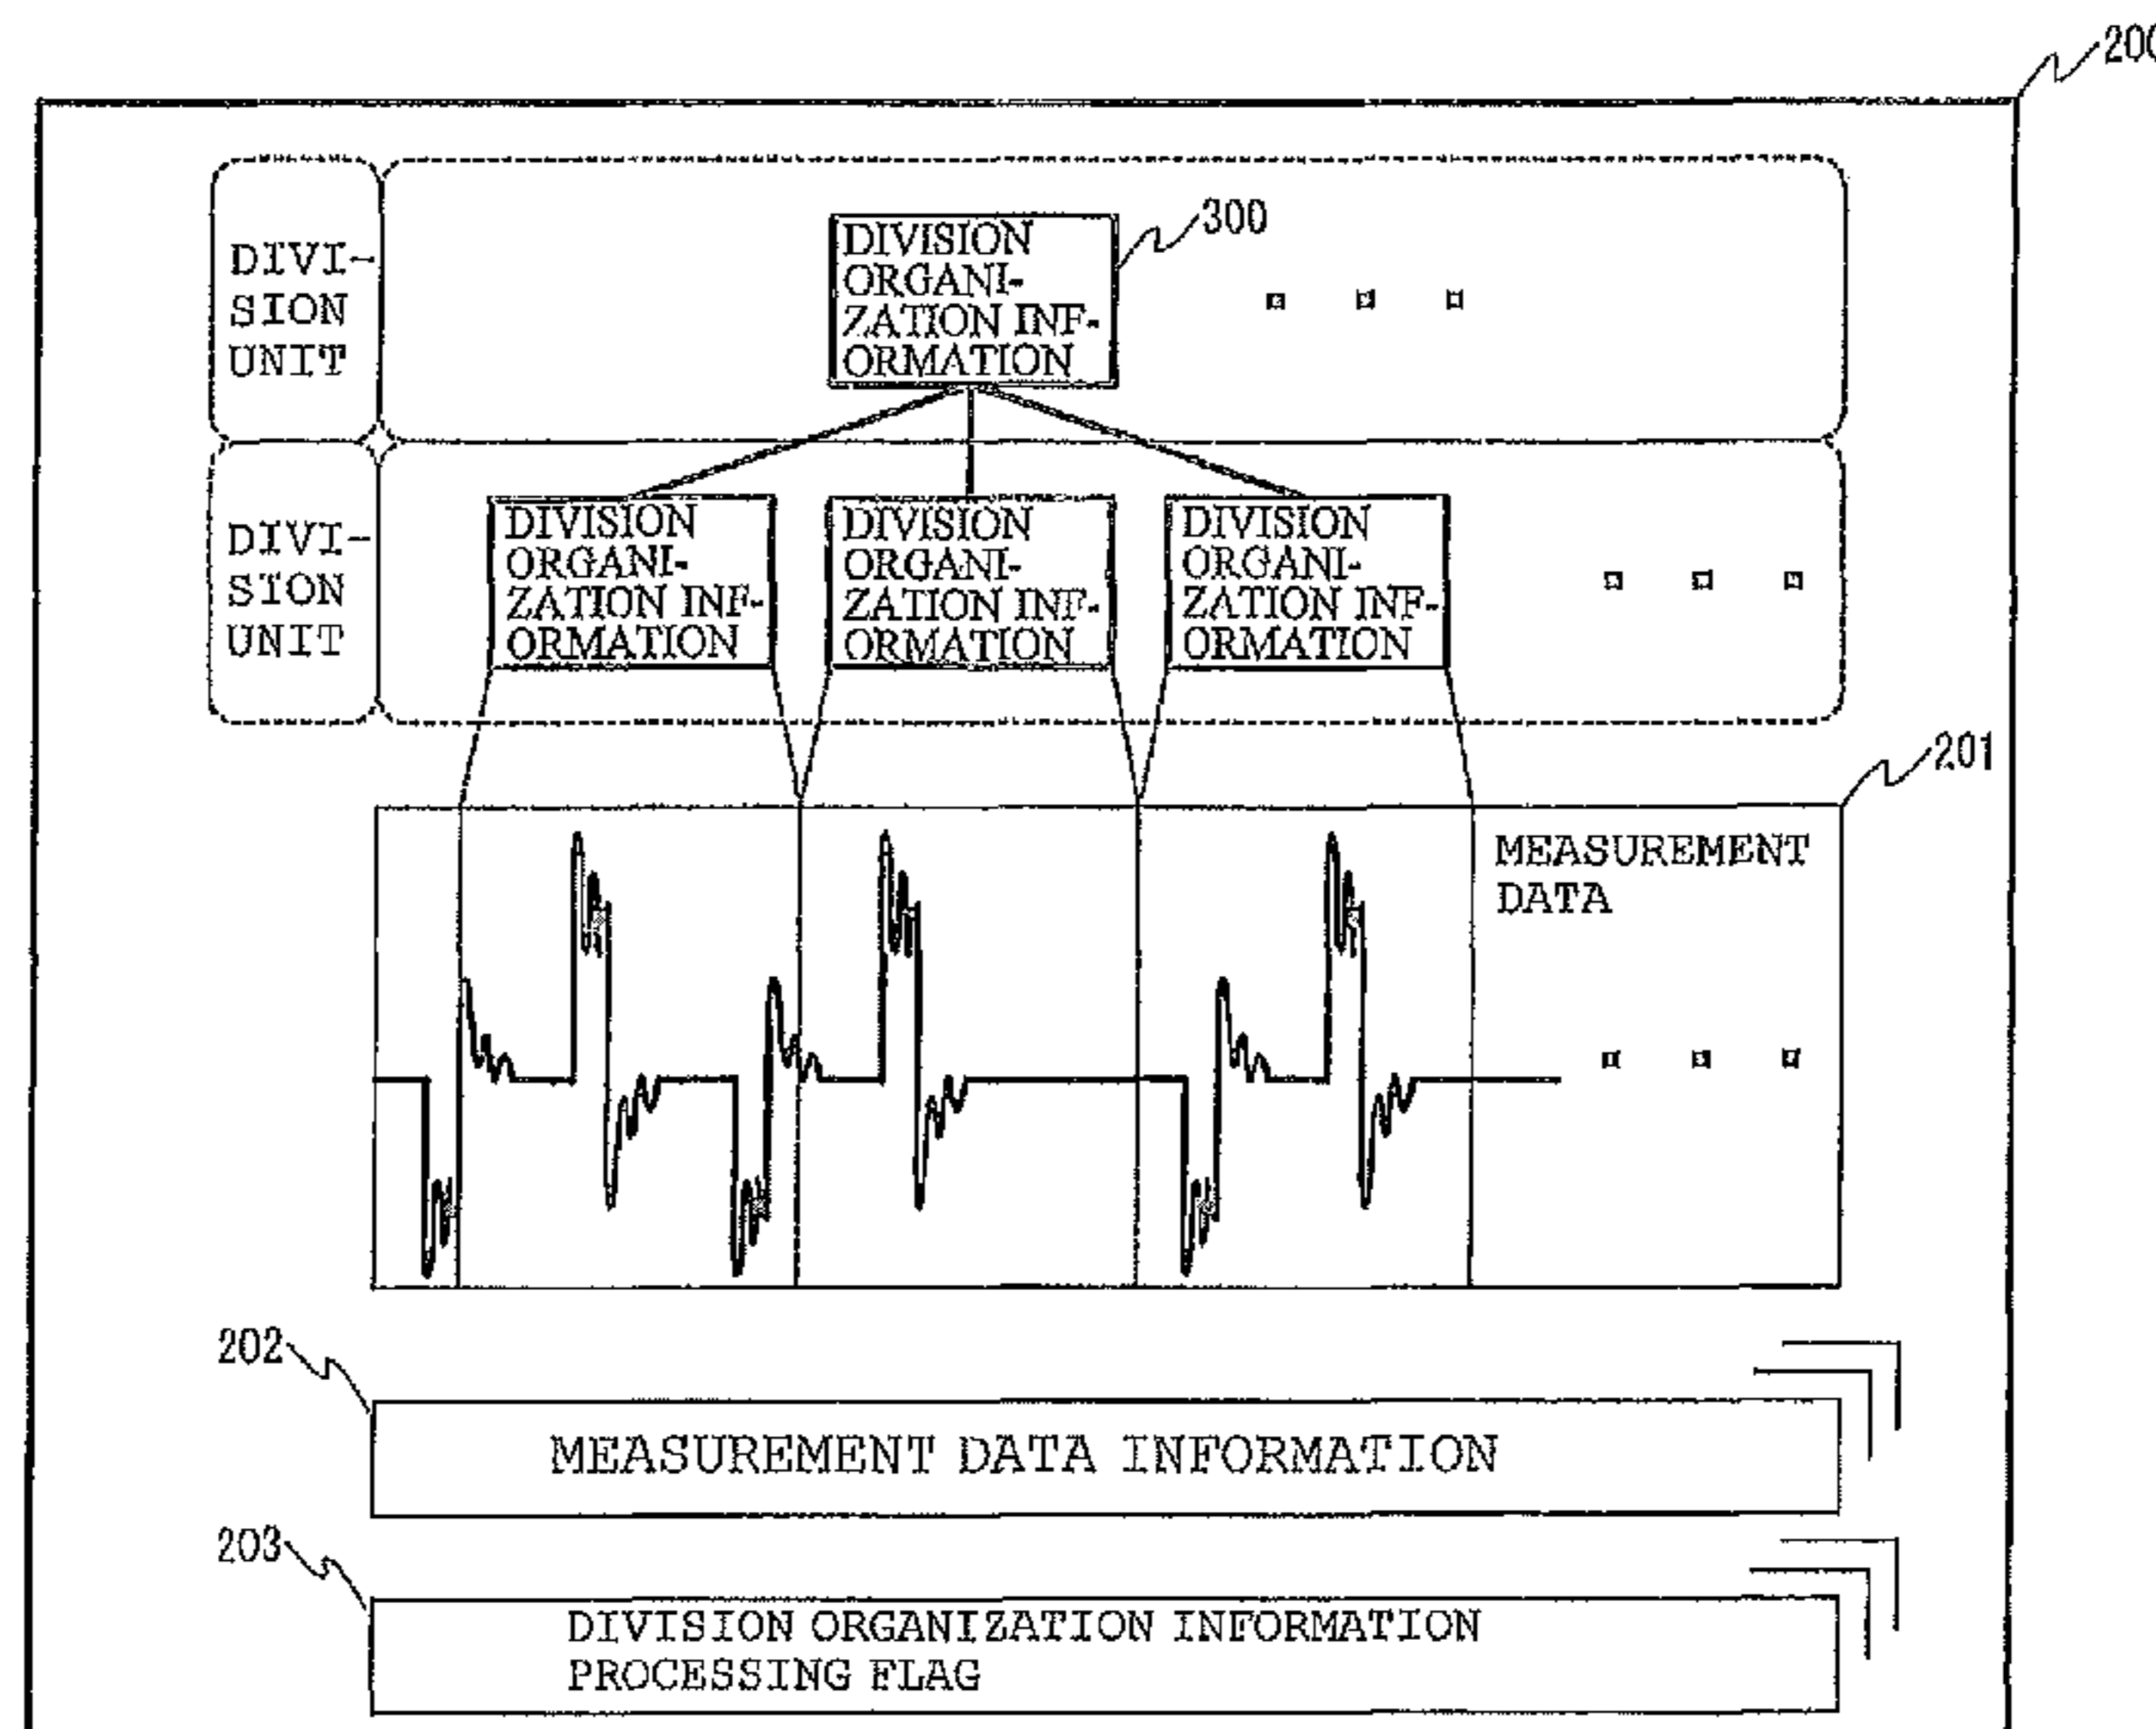 200
DIVI-
SION
UNIT
DIVISION
ORGANI-
ZATION INF-
ORMATION
300
DIVI-
SION
UNIT
DIVISION
ORGANI-
ZATION INF-
ORMATION
DIVISION
ORGANI-
ZATION INF-
ORMATION
DIVISION
ORGANI-
ZATION INF-
ORMATION
201
MEASUREMENT
DATA
202
MEASUREMENT DATA INFORMATION
203
DIVISION ORGANIZATION INFORMATION
PROCESSING FLAG